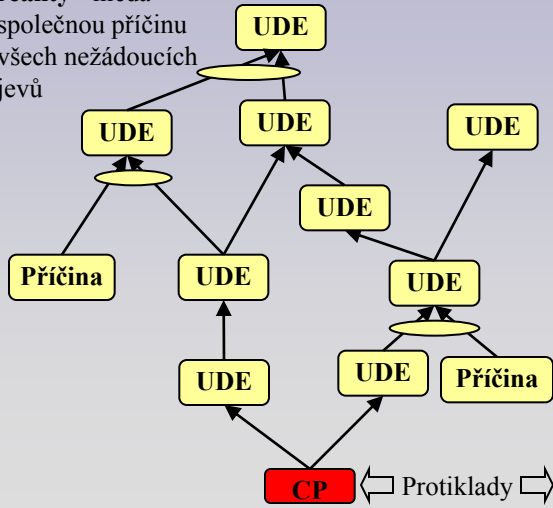 společnou příčinu
všech nežádoucích
jevů
UDE
UDE
UDE
UDE
UDE
Příčina
UDE
UDE
UDE
UDE
Příčina
CP
Protiklady